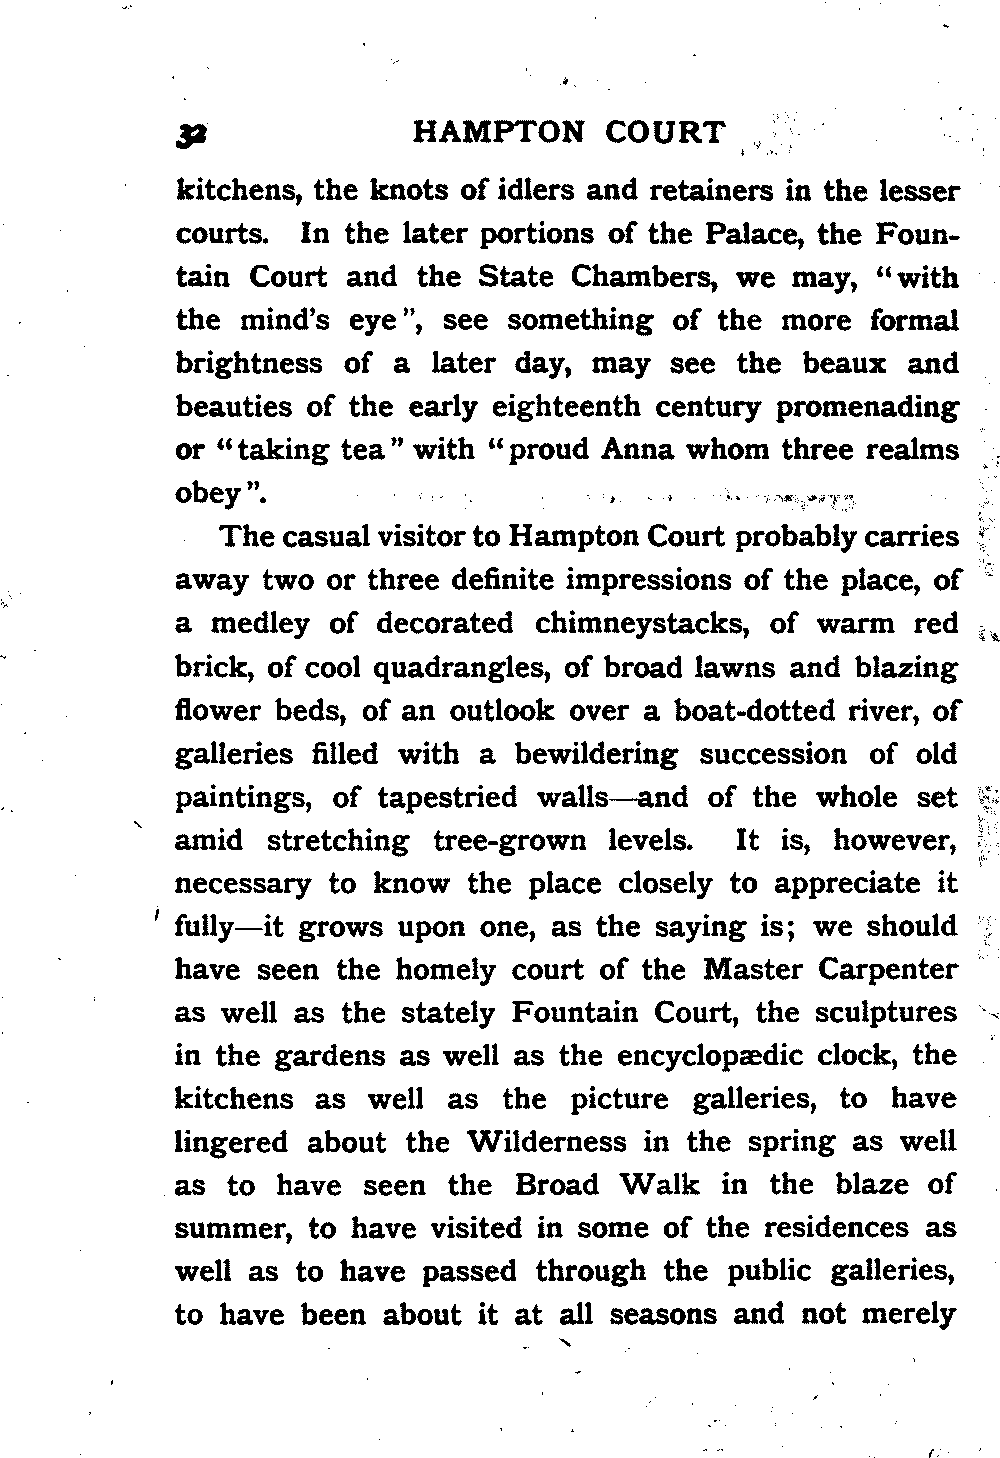 32 HAMPTON COURT
kitchens, the knots of idlers and retainers in the lesser
courts. In the later portions of the Palace, the Foun-
tain Court and the State Chambers, we may, “with
the mind’s eye”, see something of the more formal
brightness of a later day, may see the beaux and
beauties of the early eighteenth century promenading
or “taking tea” with “proud Anna whom three realms
obey”.
The casual visitor to Hampton Court probably carries
away two or three definite impressions of the place, of
a medley of decorated chimneystacks, of warm red
brick, of cool quadrangles, of broad lawns and blazing
flower beds, of an outlook over a boat-dotted river, of
galleries filled with a bewildering succession of old
paintings, of tapestried walls—and of the whole set
amid stretching tree-grown levels. It is, however,
necessary to know the place closely to appreciate it
fully—it grows upon one, as the saying is; we should
have seen the homely court of the Master Carpenter
as well as the stately Fountain Court, the sculptures
in the gardens as well as the encyclopædic clock, the
kitchens as well as the picture galleries, to have
lingered about the Wilderness in the spring as well
as to have seen the Broad Walk in the blaze of
summer, to have visited in some of the residences as
well as to have passed through the public galleries,
to have been about it at all seasons and not merely